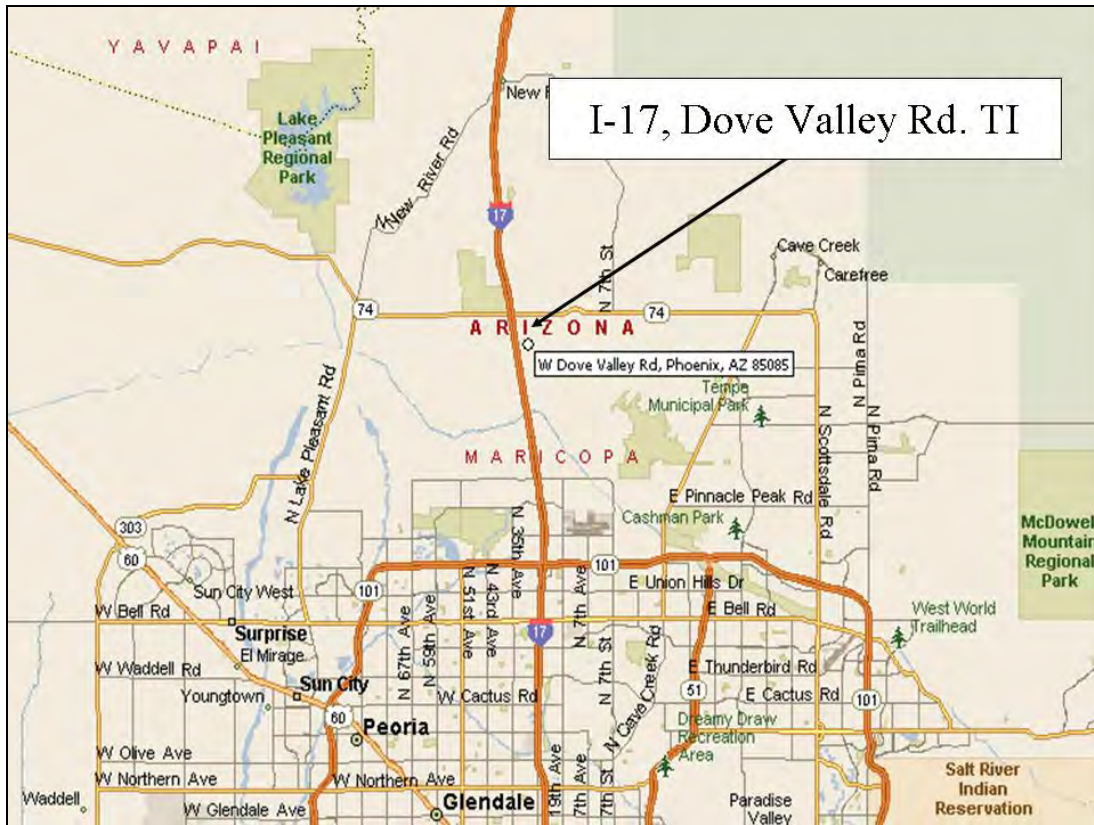 YAVAPAI
New
I-17, Dove Valley Rd. TI
Lake
Pleasant
Regional
Park
N New River Rd
17
N 7th St
Cave Creek
Carefree
74
ARIZONA
74
W Dove Valley Rd, Phoenix, AZ 85085
Tempe
Municipal Park
N Pima Rd
N Pima Rd
N Scottsdale Rd
N Lake Pleasant Rd
MARICOPA
E Pinnacle Peak Rd
Cashman Park
McDowell
Mountain
Regional
Park
303
60
N 35th Ave
101
E Union Hills Dr
Sun City West
101
N 67th Ave
N 59th Ave
N 51st Ave
N 43rd Ave
N 7th Ave
W Bell Rd
E Bell Rd
West World
Trailhead
Surprise
17
El Mirage
W Waddell Rd
E Thunderbird Rd
Youngtown
Sun City
W Cactus Rd
N 7th St
N Cave Creek Rd
51
E Cactus Rd
101
60
Peoria
Dreamy Draw
Recreation
Area
W Olive Ave
W Northern Ave
W Northern Ave
Salt River
Indian
Reservation
Waddell
W Glendale Ave
Glendale
19th Ave
7th Ave
7th St
Paradise
Valley